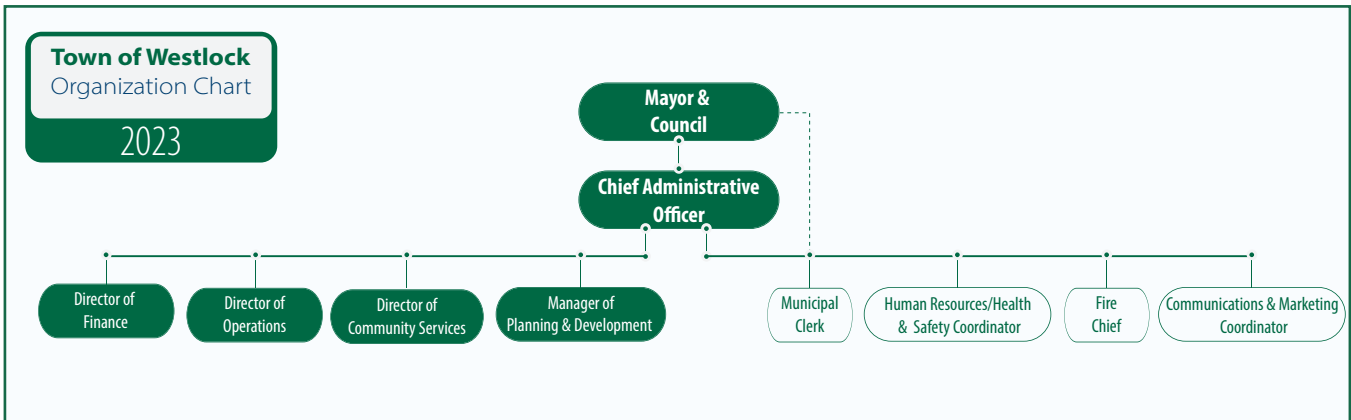 Town of Westlock
Organization Chart
2023
Mayor &
Council
Chief Administrative
Officer
Director of
Finance
Director of
Operations
Director of
Community Services
Manager of
Planning & Development
Municipal
Clerk
Human Resources/Health
& Safety Coordinator
Fire
Chief
Communications & Marketing
Coordinator